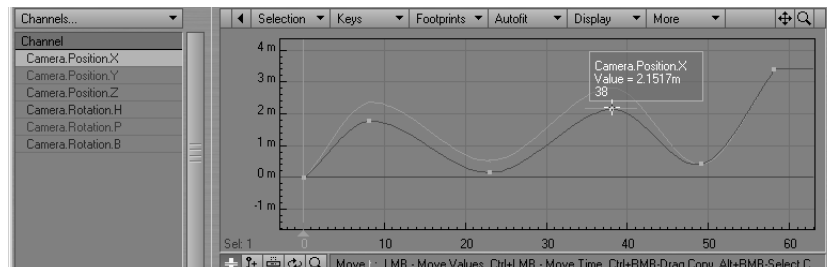 Channels...
Selection Keys Footprints Autofit Display More
Channel
Camera.Position.X
Camera.Position.Y
Camera.Position.Z
Camera.Rotation.H
Camera.Rotation.P
Camera.Rotation.B
4 m
3 m
2 m
1 m
0 m
-1 m
Camera.Position.X
Value = 2.1517m
38
Sel: 1 0 10 20 30 40 50 60
Move : LMB - Move Values, Ctrl+LMB - Move Time, Ctrl+RMB-Drag Copy, Alt+RMB-Select C